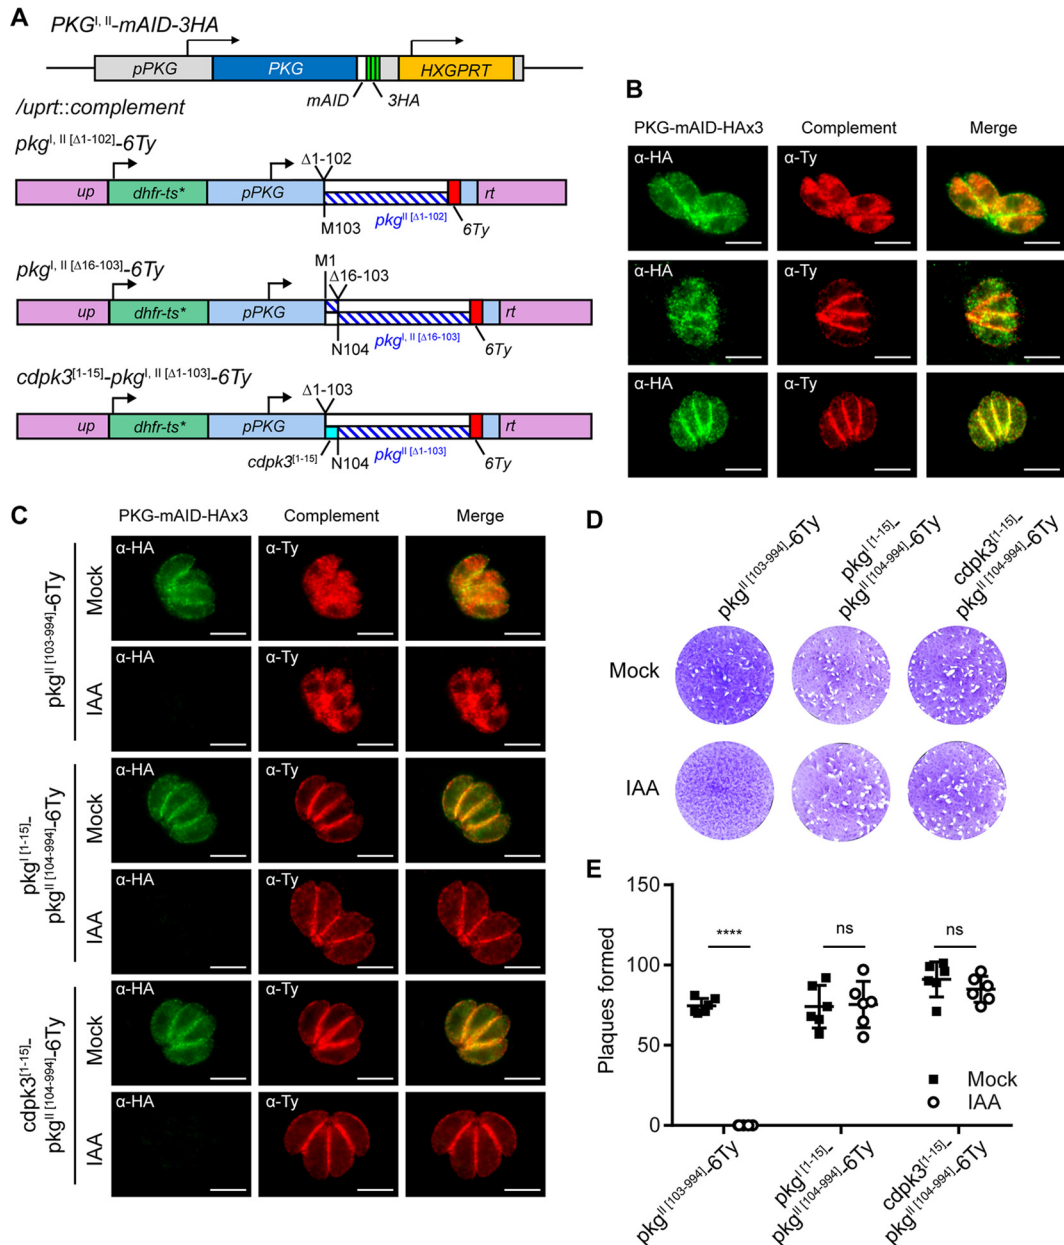 A
PKG^I, II-mAID-3HA
pPKG PKG HXGPRT
mAID 3HA
/uprt::complement
pkg^I, II [Δ1-102]-6Ty
Δ1-102
up dhfr-ts* pPKG rt
M103 pkg^II [Δ1-102] 6Ty
pkg^I, II [Δ16-103]-6Ty
M1
Δ16-103
up dhfr-ts* pPKG rt
N104 pkg^I, II [Δ16-103] 6Ty
cdpk3^[1-15]-pkg^I, II [Δ1-103]-6Ty
Δ1-103
up dhfr-ts* pPKG rt
cdpk3^[1-15] N104 pkg^II [Δ1-103] 6Ty
B
PKG-mAID-HAx3 Complement Merge
α-HA α-Ty
α-HA α-Ty
α-HA α-Ty
C
PKG-mAID-HAx3 Complement Merge
pkg^II [103-994]-6Ty
Mock
α-HA α-Ty
IAA
α-HA α-Ty
pkg^I [1-15]-
pkg^II [104-994]-6Ty
Mock
α-HA α-Ty
IAA
α-HA α-Ty
cdpk3^[1-15]-
pkg^II [104-994]-6Ty
Mock
α-HA α-Ty
IAA
α-HA α-Ty
D
pkg^II [103-994]-6Ty
pkg^I [1-15]-
pkg^II [104-994]-6Ty
cdpk3^[1-15]-
pkg^II [104-994]-6Ty
Mock
IAA
E
Plaques formed
150
100
50
0
**** ns ns
Mock
IAA
pkg^II [103-994]-6Ty
pkg^I [1-15]-
pkg^II [104-994]-6Ty
cdpk3^[1-15]-
pkg^II [104-994]-6Ty